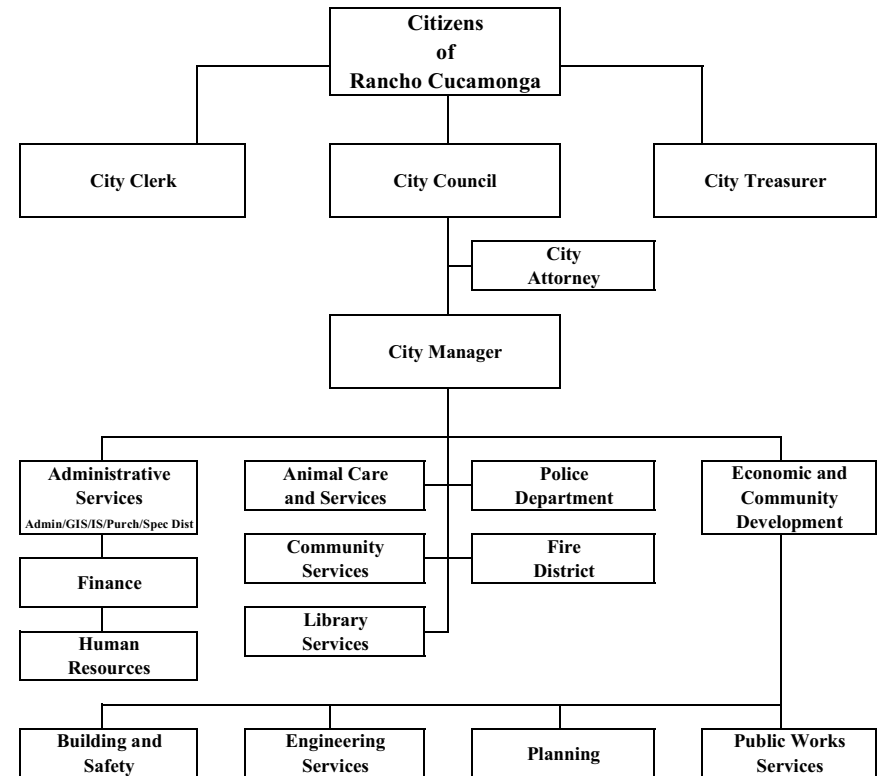 Citizens
of
Rancho Cucamonga
City Clerk
City Council
City Treasurer
City
Attorney
City Manager
Administrative
Services
Admin/GIS/IS/Purch/Spec Dist
Animal Care
and Services
Police
Department
Economic and
Community
Development
Community
Services
Fire
District
Finance
Library
Services
Human
Resources
Building and
Safety
Engineering
Services
Planning
Public Works
Services